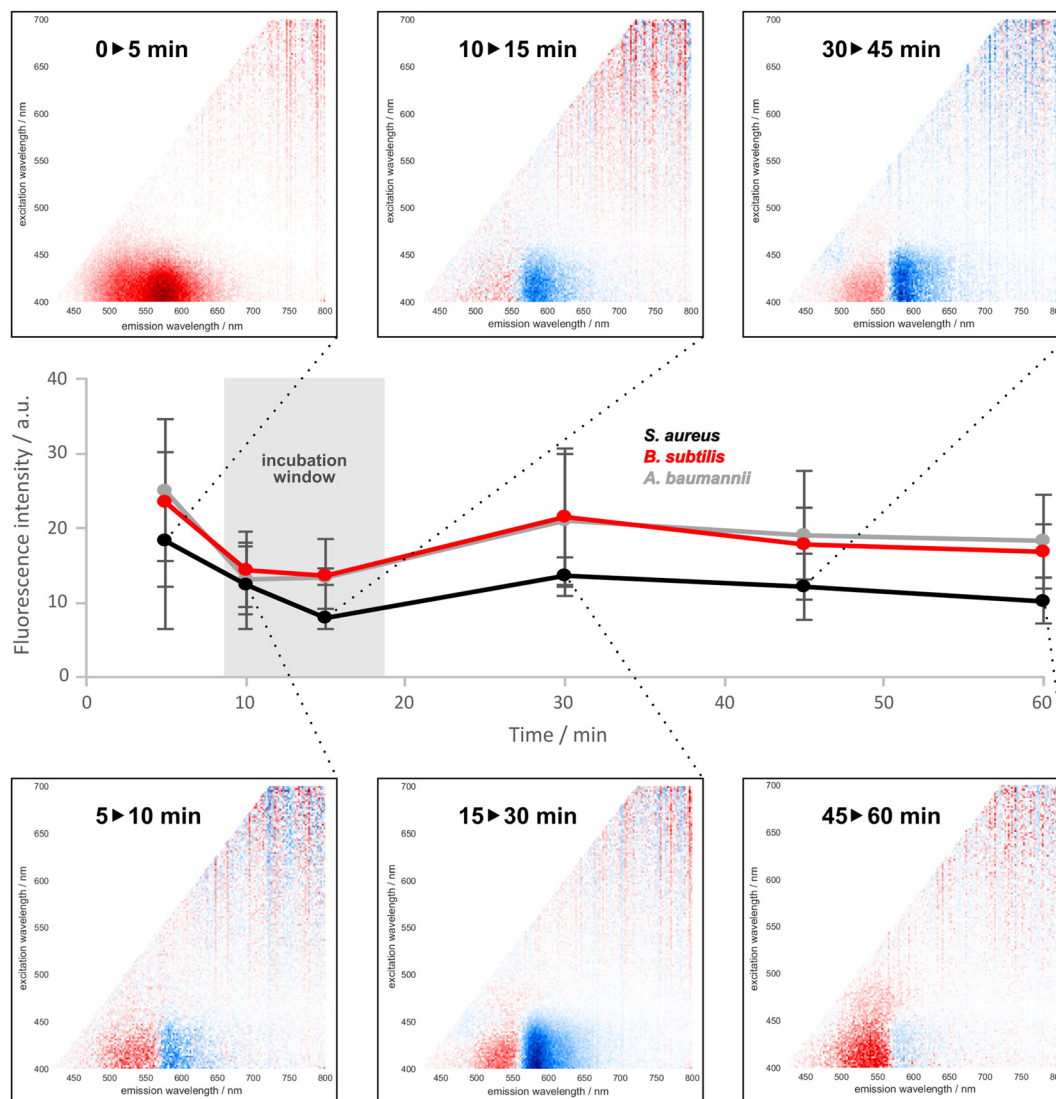 0►5 min
700
650
600
550
500
450
400
excitation wavelength / nm
450 500 550 600 650 700 750 800
emission wavelength / nm
10►15 min
700
650
600
550
500
450
400
excitation wavelength / nm
450 500 550 600 650 700 750 800
emission wavelength / nm
30►45 min
700
650
600
550
500
450
400
excitation wavelength / nm
450 500 550 600 650 700 750 800
emission wavelength / nm
Fluorescence intensity / a.u.
40
30
20
10
0
incubation
window
S. aureus
B. subtilis
A. baumannii
0 10 20 30 40 50 60
Time / min
5►10 min
700
650
600
550
500
450
400
excitation wavelength / nm
450 500 550 600 650 700 750 800
emission wavelength / nm
15►30 min
700
650
600
550
500
450
400
excitation wavelength / nm
450 500 550 600 650 700 750 800
emission wavelength / nm
45►60 min
700
650
600
550
500
450
400
excitation wavelength / nm
450 500 550 600 650 700 750 800
emission wavelength / nm